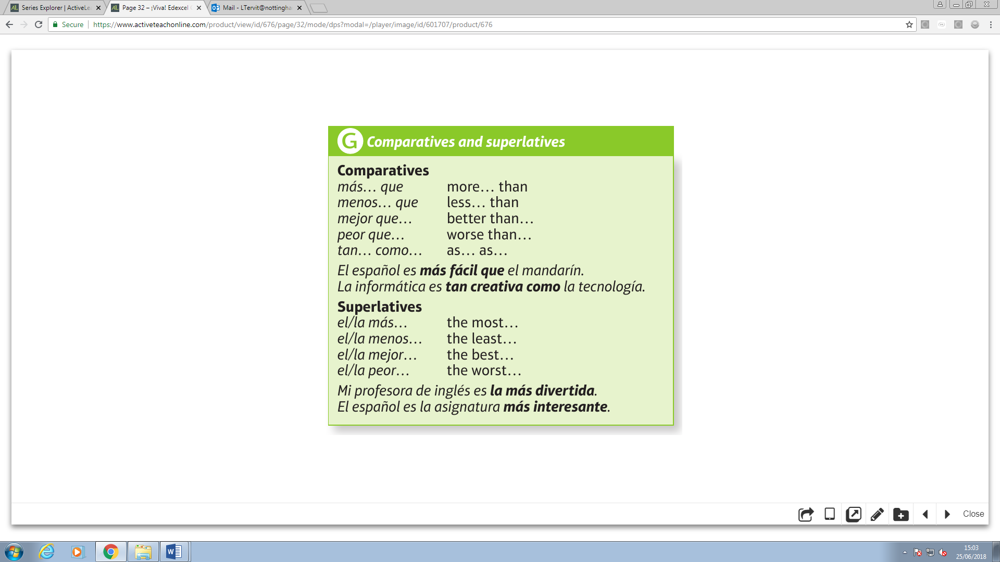 Series Explorer | ActiveLe
Page 32 – ¡Viva! Edexcel
Mail - LTervit@nottingha
Secure
https://www.activeteachonline.com/product/view/id/676/page/32/mode/dps?modal=/player/image/id/601707/product/676
G Comparatives and superlatives
Comparatives
más… que more… than
menos… que less… than
mejor que… better than…
peor que… worse than…
tan… como… as… as…
El español es más fácil que el mandarín.
La informática es tan creativa como la tecnología.
Superlatives
el/la más… the most…
el/la menos… the least…
el/la mejor… the best…
el/la peor… the worst…
Mi profesora de inglés es la más divertida.
El español es la asignatura más interesante.
Close
15:03
25/06/2018